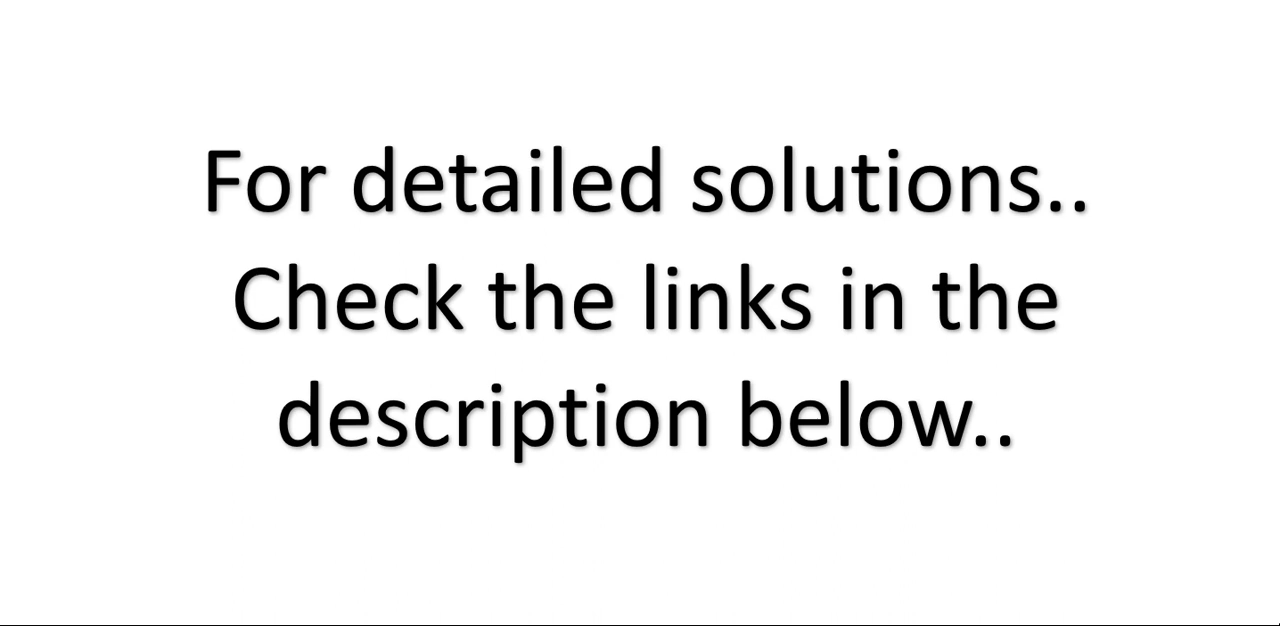 For detailed solutions..
Check the links in the
description below..